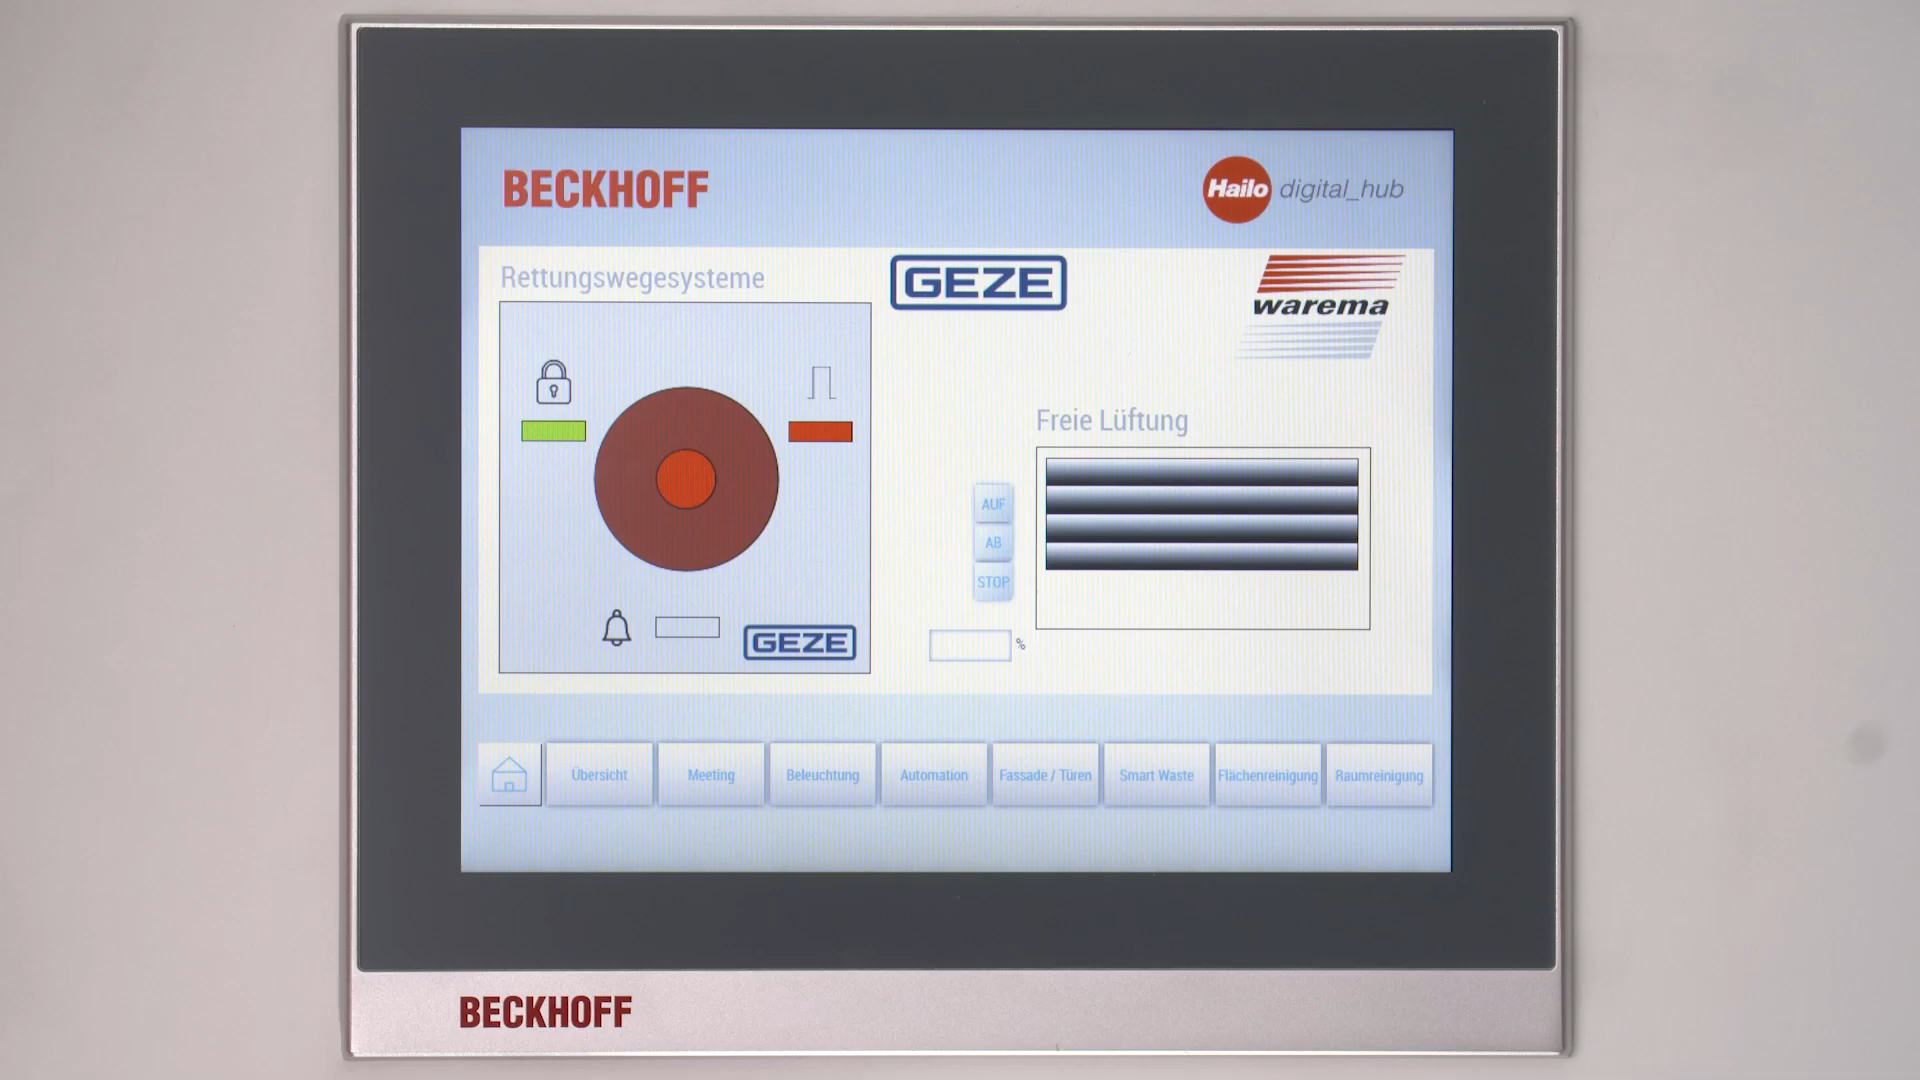 BECKHOFF
Hailo digital_hub
Rettungswegesysteme
GEZE
warema
Freie Lüftung
AUF
AB
STOP
%
GEZE
Übersicht
Meeting
Beleuchtung
Automation
Fassade / Türen
Smart Waste
Flächenreinigung
Raumreinigung
BECKHOFF